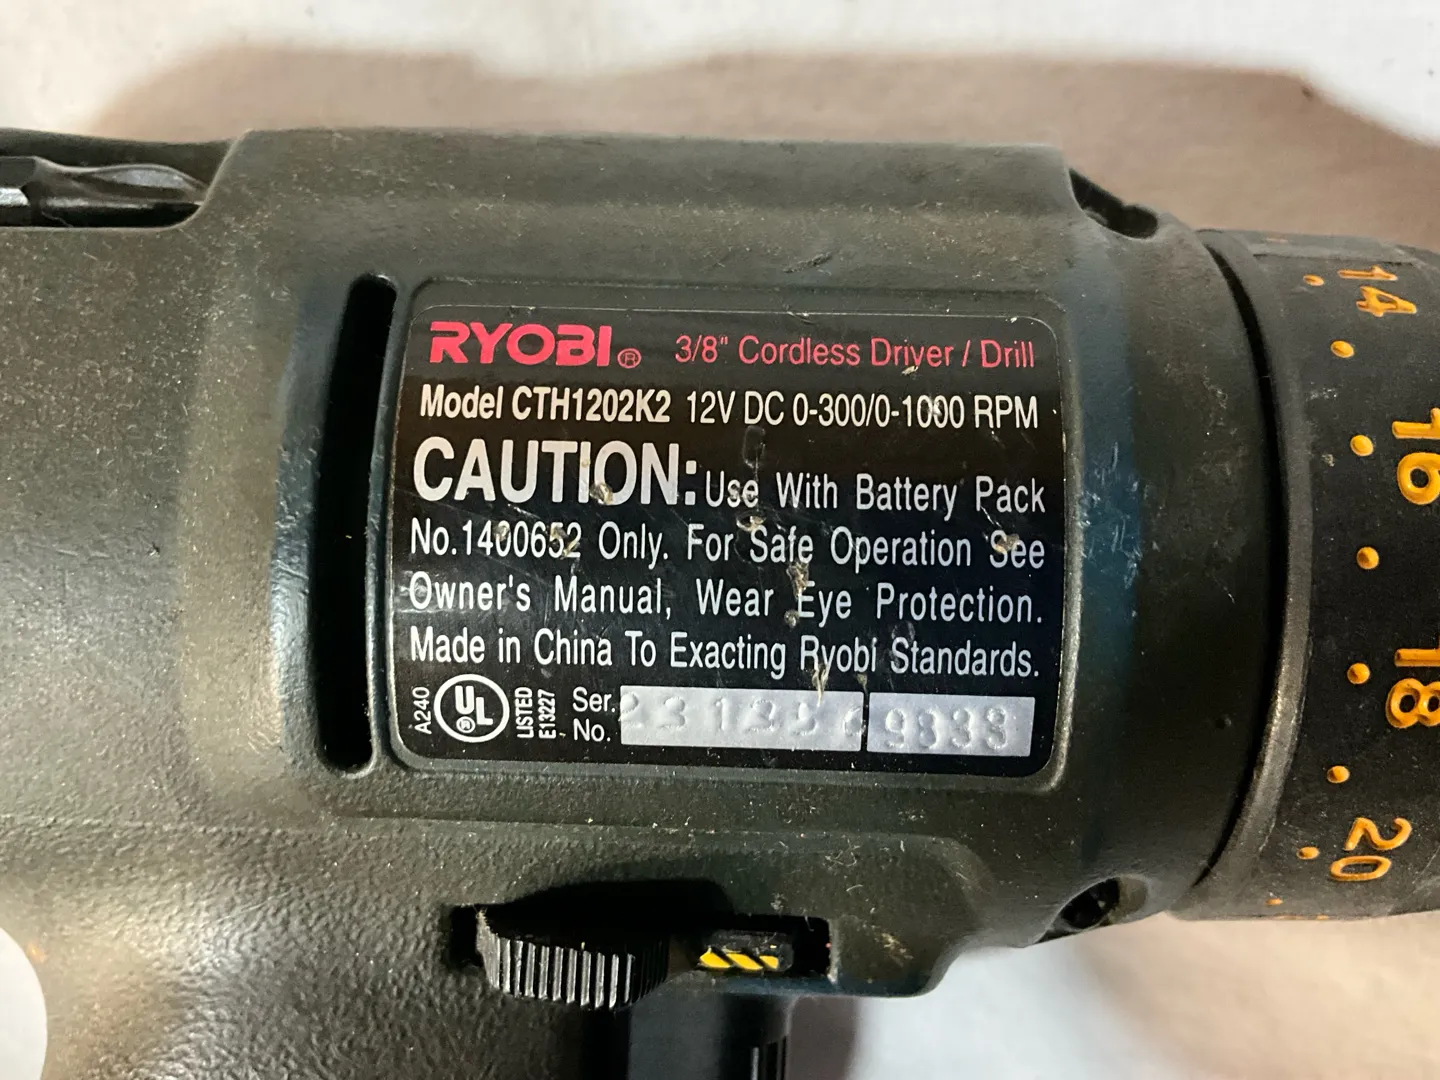 RYOBI® 3/8" Cordless Driver / Drill
Model CTH1202K2 12V DC 0-300/0-1000 RPM
CAUTION: Use With Battery Pack
No.1400652 Only. For Safe Operation See
Owner's Manual, Wear Eye Protection.
Made in China To Exacting Ryobi Standards.
A240
UL ®
LISTED
E13227
Ser.
No.
9838
14
16
18
20